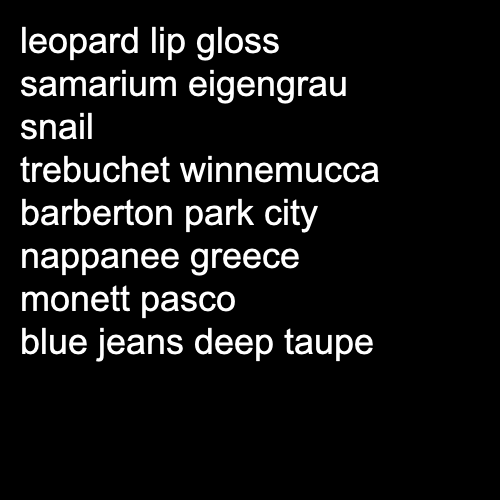 leopard lip gloss
samarium eigengrau
snail
trebuchet winnemucca
barberton park city
nappanee greece
monett pasco
blue jeans deep taupe